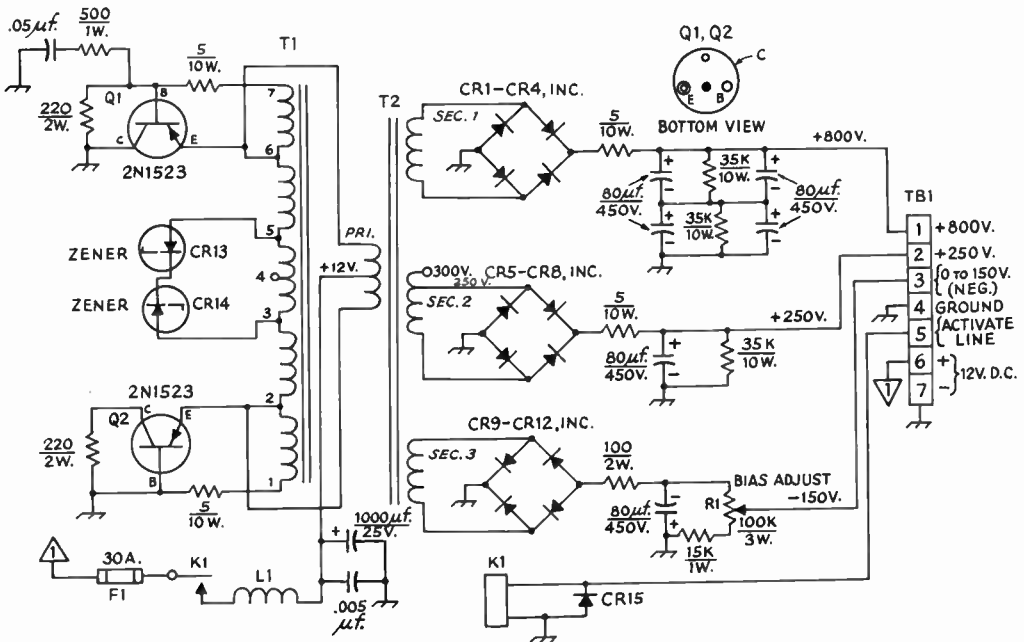 .05 µf.
500
1W.
5
10W.
T1
Q1, Q2
C
E
B
BOTTOM VIEW
220
2W.
Q1
B
C
E
2N1523
7
6
5
4
3
2
1
T2
SEC. 1
CR1-CR4, INC.
5
10W.
+800V.
+
-
35K
10W.
+
-
80µf.
450V.
80µf.
450V.
+
-
35K
10W.
+
-
TB1
1 +800V.
2 +250V.
3 {0 TO 150V.
(NEG.)
4 GROUND
5 {ACTIVATE
LINE
6 +
7 -
}12V. D.C.
1
ZENER
CR13
ZENER
CR14
PRI.
+12V.
300V.
250 V.
SEC. 2
CR5-CR8, INC.
5
10W.
+250V.
80µf.
450V.
+
-
35K
10W.
2N1523
Q2
C
E
B
220
2W.
5
10W.
CR9-CR12, INC.
SEC. 3
100
2W.
BIAS ADJUST
-150V.
R1
80µf.
450V.
-
+
100K
3W.
15K
1W.
1
30A.
F1
K1
L1
+
1000µf.
25V.
.005
µf.
K1
CR15